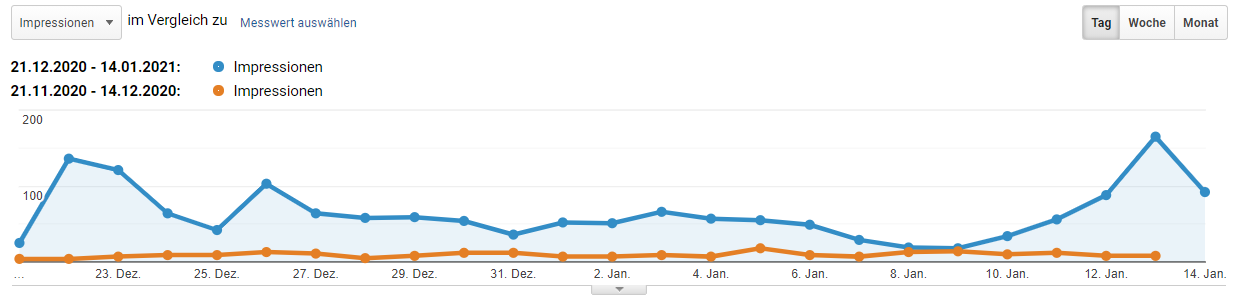 Impressionen im Vergleich zu Messwert auswählen Tag Woche Monat
21.12.2020 - 14.01.2021: Impressionen
21.11.2020 - 14.12.2020: Impressionen
200
100
... 23. Dez. 25. Dez. 27. Dez. 29. Dez. 31. Dez. 2. Jan. 4. Jan. 6. Jan. 8. Jan. 10. Jan. 12. Jan. 14. Jan.